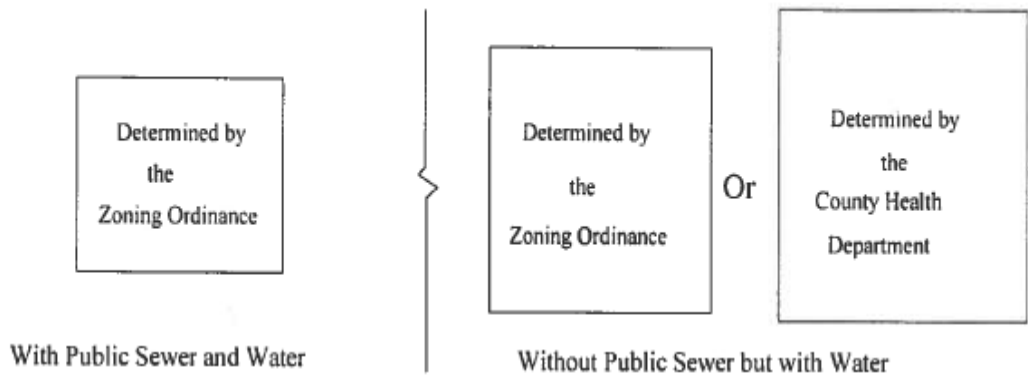 Determined by
the
Zoning Ordinance
With Public Sewer and Water
Determined by
the
Zoning Ordinance
Or
Determined by
the
County Health
Department
Without Public Sewer but with Water